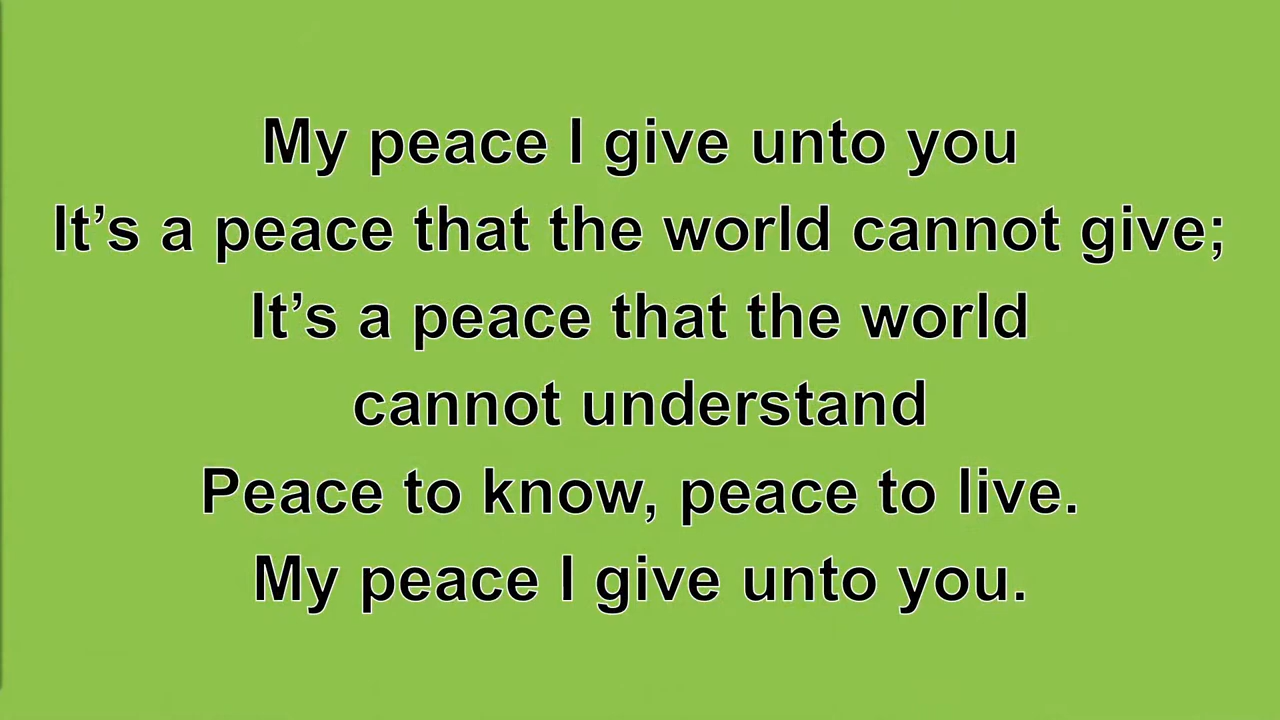 My peace I give unto you
It’s a peace that the world cannot give;
It’s a peace that the world
cannot understand
Peace to know, peace to live.
My peace I give unto you.